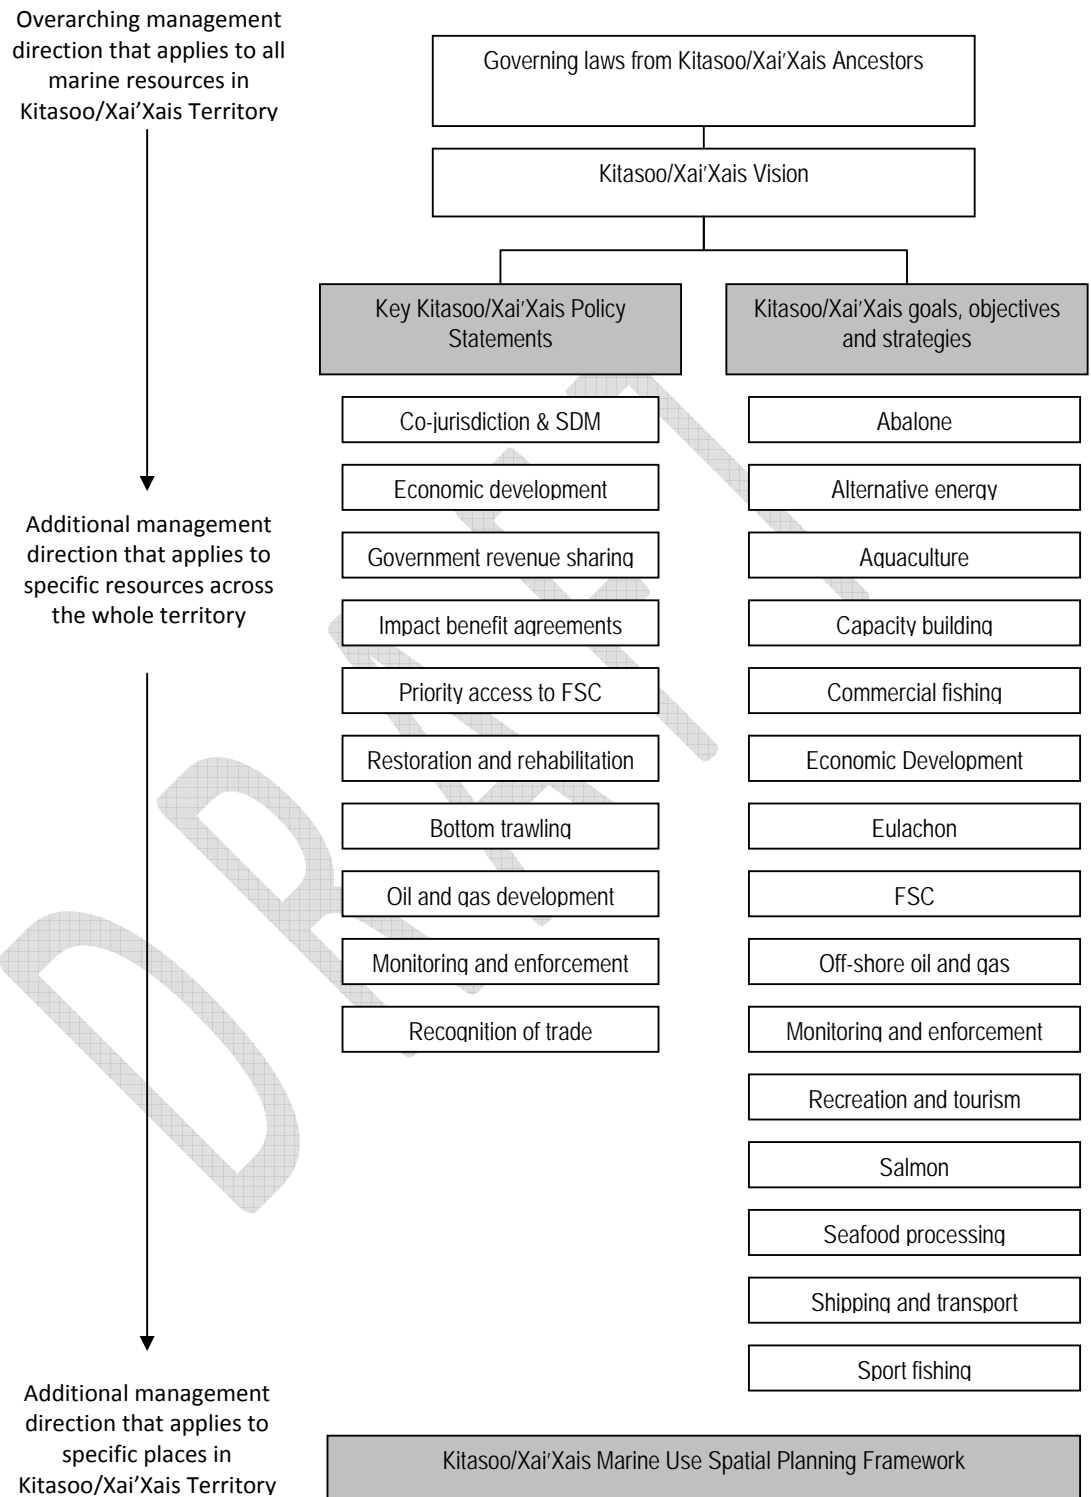 Overarching management
direction that applies to all
marine resources in
Kitasoo/Xai'Xais Territory
Governing laws from Kitasoo/Xai'Xais Ancestors
Kitasoo/Xai'Xais Vision
Key Kitasoo/Xai'Xais Policy
Statements
Kitasoo/Xai'Xais goals, objectives
and strategies
Co-jurisdiction & SDM
Economic development
Government revenue sharing
Impact benefit agreements
Priority access to FSC
Restoration and rehabilitation
Bottom trawling
Oil and gas development
Monitoring and enforcement
Recognition of trade
Abalone
Alternative energy
Aquaculture
Capacity building
Commercial fishing
Economic Development
Eulachon
FSC
Off-shore oil and gas
Monitoring and enforcement
Recreation and tourism
Salmon
Seafood processing
Shipping and transport
Sport fishing
Additional management
direction that applies to
specific resources across
the whole territory
Additional management
direction that applies to
specific places in
Kitasoo/Xai'Xais Territory
Kitasoo/Xai'Xais Marine Use Spatial Planning Framework
DRAFT